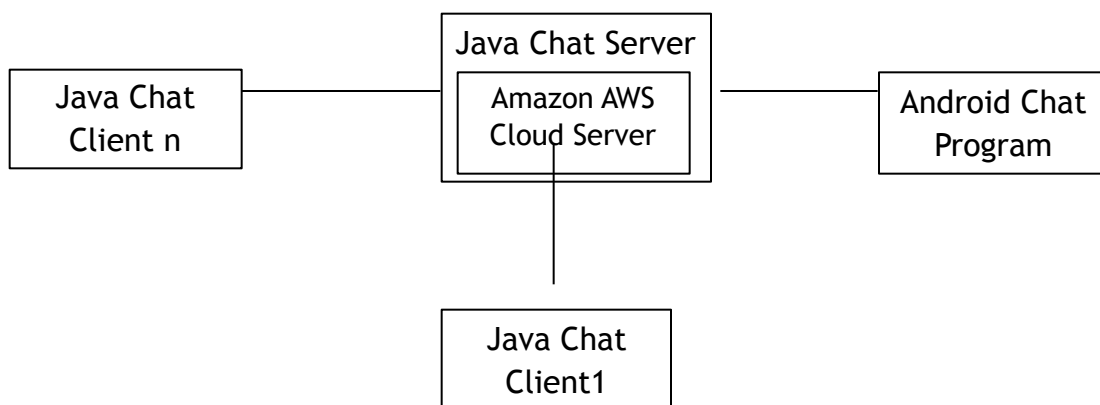 Java Chat Server
Amazon AWS
Cloud Server
Java Chat
Client n
Android Chat
Program
Java Chat
Client1